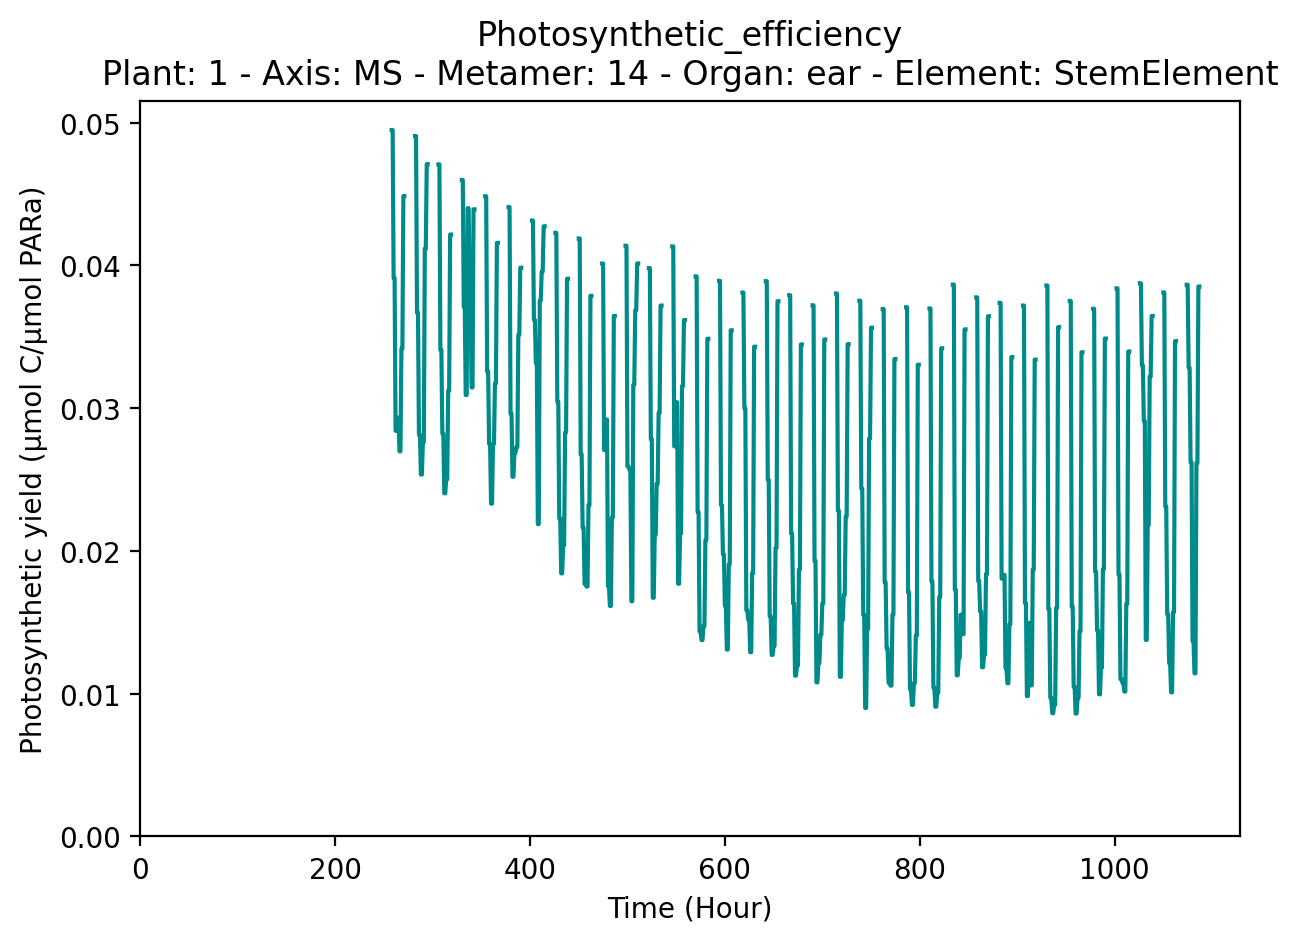 Photosynthetic_efficiency
Plant: 1 - Axis: MS - Metamer: 14 - Organ: ear - Element: StemElement
Photosynthetic yield (µmol C/µmol PARa)
0.05
0.04
0.03
0.02
0.01
0.00
0 200 400 600 800 1000
Time (Hour)